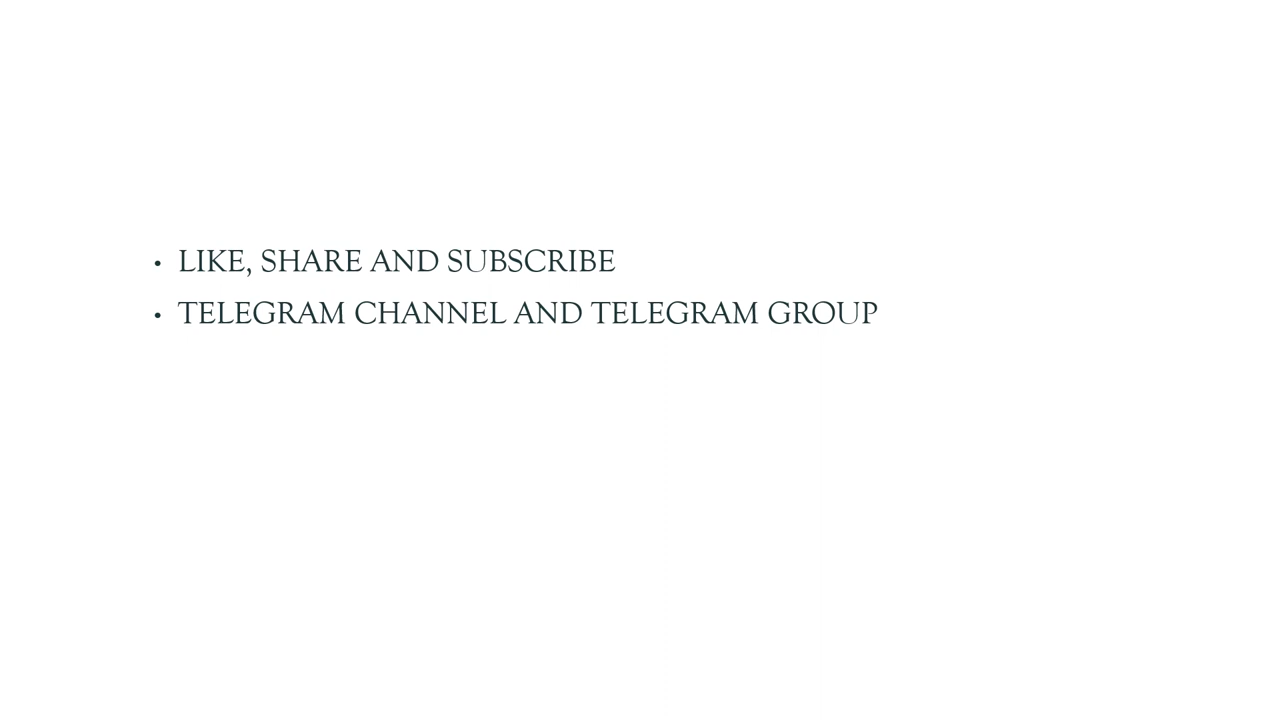 • LIKE, SHARE AND SUBSCRIBE
• TELEGRAM CHANNEL AND TELEGRAM GROUP